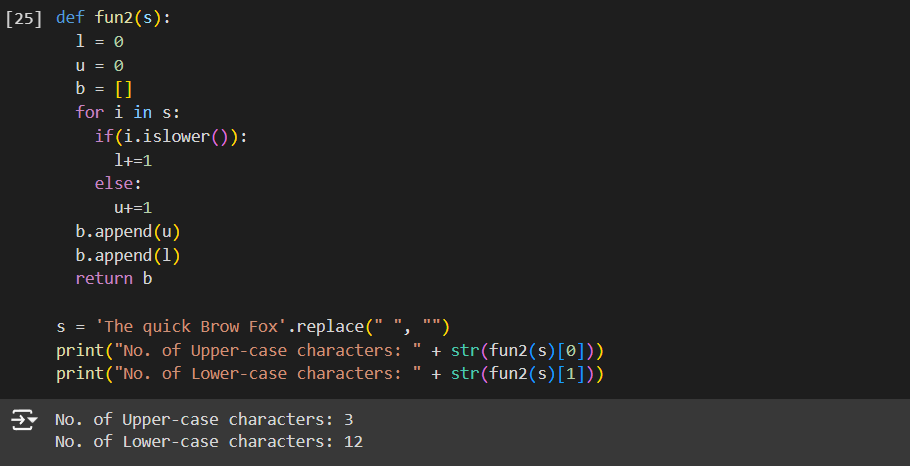 [25] def fun2(s):
  l = 0
  u = 0
  b = []
  for i in s:
    if(i.islower()):
      l+=1
    else:
      u+=1
  b.append(u)
  b.append(l)
  return b

s = 'The quick Brow Fox'.replace(" ", "")
print("No. of Upper-case characters: " + str(fun2(s)[0]))
print("No. of Lower-case characters: " + str(fun2(s)[1]))
No. of Upper-case characters: 3
No. of Lower-case characters: 12